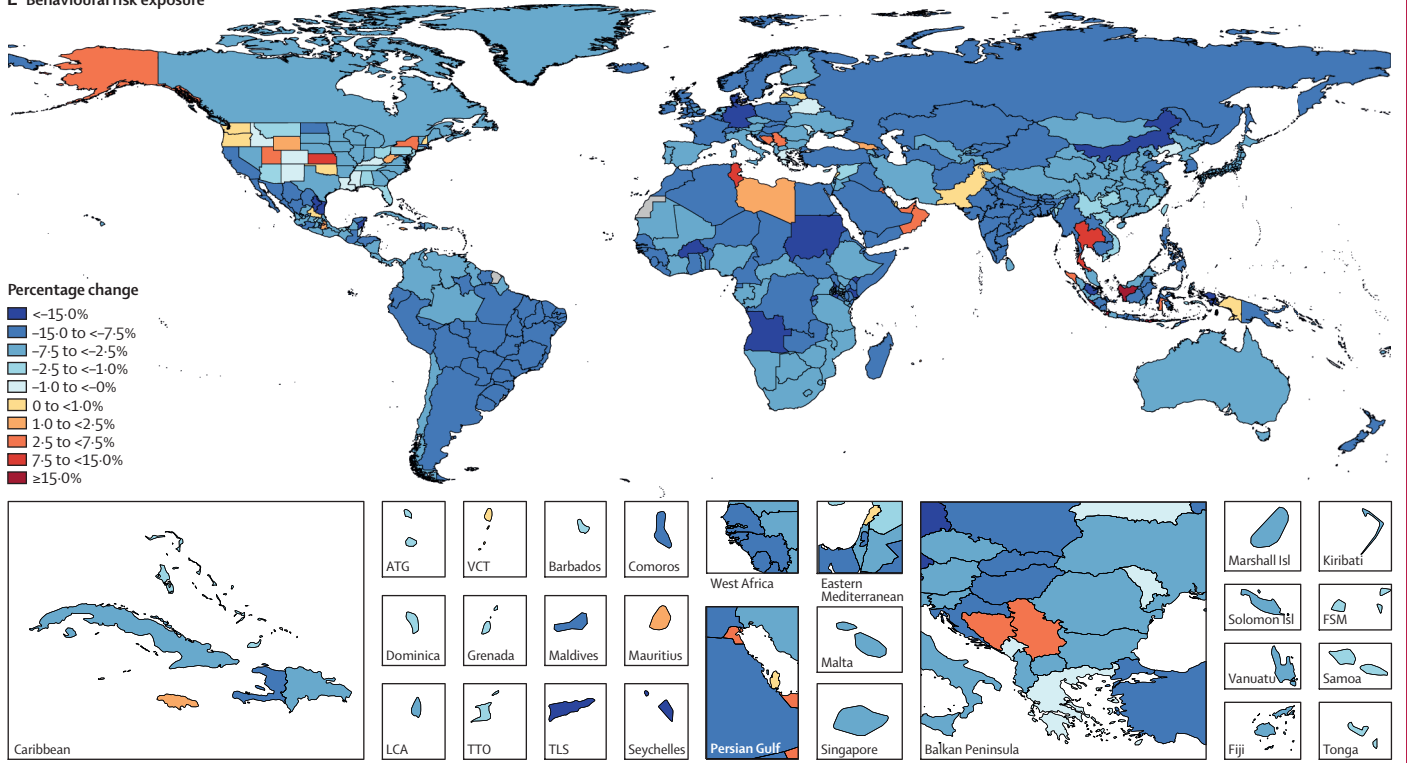 Behavioural risk exposure
Percentage change
<–15·0%
–15·0 to <–7·5%
–7·5 to <–2·5%
–2·5 to <–1·0%
–1·0 to <–0%
0 to <1·0%
1·0 to <2·5%
2·5 to <7·5%
7·5 to <15·0%
≥15·0%
Caribbean
ATG
VCT
Barbados
Comoros
Dominica
Grenada
Maldives
Mauritius
LCA
TTO
TLS
Seychelles
West Africa
Eastern
Mediterranean
Persian Gulf
Malta
Singapore
Balkan Peninsula
Marshall Isl
Kiribati
Solomon Isl
FSM
Vanuatu
Samoa
Fiji
Tonga